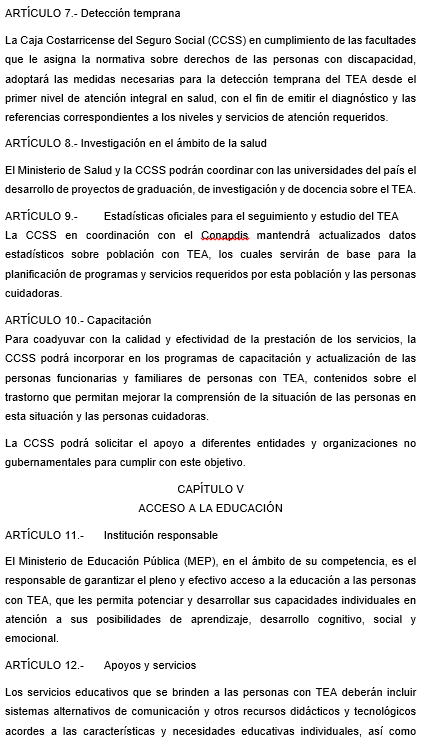 ARTÍCULO 7.- Detección temprana
La Caja Costarricense del Seguro Social (CCSS) en cumplimiento de las facultades
que le asigna la normativa sobre derechos de las personas con discapacidad,
adoptará las medidas necesarias para la detección temprana del TEA desde el
primer nivel de atención integral en salud, con el fin de emitir el diagnóstico y las
referencias correspondientes a los niveles y servicios de atención requeridos.
ARTÍCULO 8.- Investigación en el ámbito de la salud
El Ministerio de Salud y la CCSS podrán coordinar con las universidades del país el
desarrollo de proyectos de graduación, de investigación y de docencia sobre el TEA.
ARTÍCULO 9.- Estadísticas oficiales para el seguimiento y estudio del TEA
La CCSS en coordinación con el Conapdis mantendrá actualizados datos
estadísticos sobre población con TEA, los cuales servirán de base para la
planificación de programas y servicios requeridos por esta población y las personas
cuidadoras.
ARTÍCULO 10.- Capacitación
Para coadyuvar con la calidad y efectividad de la prestación de los servicios, la
CCSS podrá incorporar en los programas de capacitación y actualización de las
personas funcionarias y familiares de personas con TEA, contenidos sobre el
trastorno que permitan mejorar la comprensión de la situación de las personas en
esta situación y las personas cuidadoras.
La CCSS podrá solicitar el apoyo a diferentes entidades y organizaciones no
gubernamentales para cumplir con este objetivo.
CAPÍTULO V
ACCESO A LA EDUCACIÓN
ARTÍCULO 11.- Institución responsable
El Ministerio de Educación Pública (MEP), en el ámbito de su competencia, es el
responsable de garantizar el pleno y efectivo acceso a la educación a las personas
con TEA, que les permita potenciar y desarrollar sus capacidades individuales en
atención a sus posibilidades de aprendizaje, desarrollo cognitivo, social y
emocional.
ARTÍCULO 12.- Apoyos y servicios
Los servicios educativos que se brinden a las personas con TEA deberán incluir
sistemas alternativos de comunicación y otros recursos didácticos y tecnológicos
acordes a las características y necesidades educativas individuales, así como